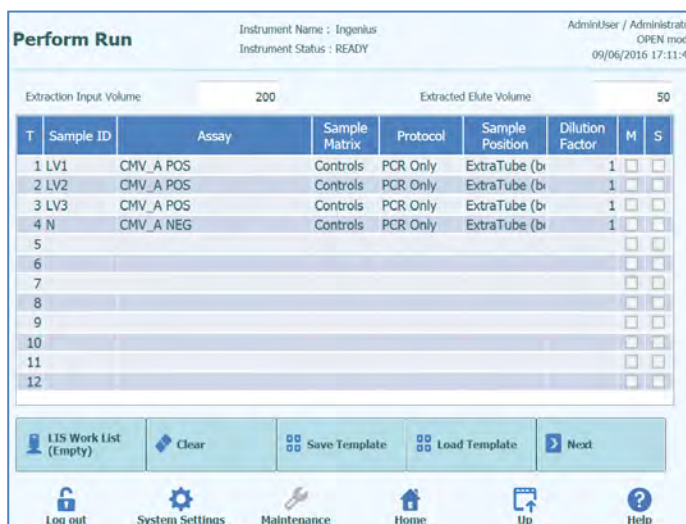 Perform Run
Instrument Name : Ingenius
Instrument Status : READY
AdminUser / Administrat
OPEN mod
09/06/2016 17:11:4
Extraction Input Volume 200 Extracted Elute Volume 50
T Sample ID Assay Sample Matrix Protocol Sample Position Dilution Factor M S
1 LV1 CMV_A POS Controls PCR Only ExtraTube (b 1
2 LV2 CMV_A POS Controls PCR Only ExtraTube (b 1
3 LV3 CMV_A POS Controls PCR Only ExtraTube (b 1
4 N CMV_A NEG Controls PCR Only ExtraTube (b 1
5
6
7
8
9
10
11
12
LIS Work List (Empty) Clear Save Template Load Template Next
Log out System Settings Maintenance Home Up Help